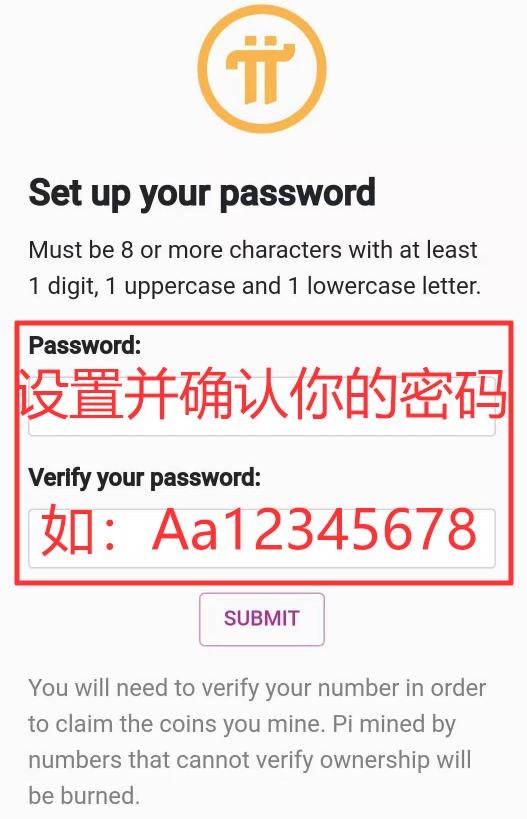 Set up your password
Must be 8 or more characters with at least
1 digit, 1 uppercase and 1 lowercase letter.
Password:
设置并确认你的密码
Verify your password:
如：Aa12345678
SUBMIT
You will need to verify your number in order
to claim the coins you mine. Pi mined by
numbers that cannot verify ownership will
be burned.